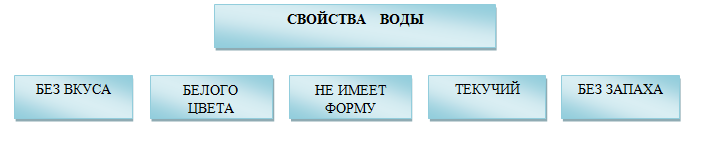 СВОЙСТВА ВОДЫ
БЕЗ ВКУСА
БЕЛОГО
ЦВЕТА
НЕ ИМЕЕТ
ФОРМУ
ТЕКУЧИЙ
БЕЗ ЗАПАХА